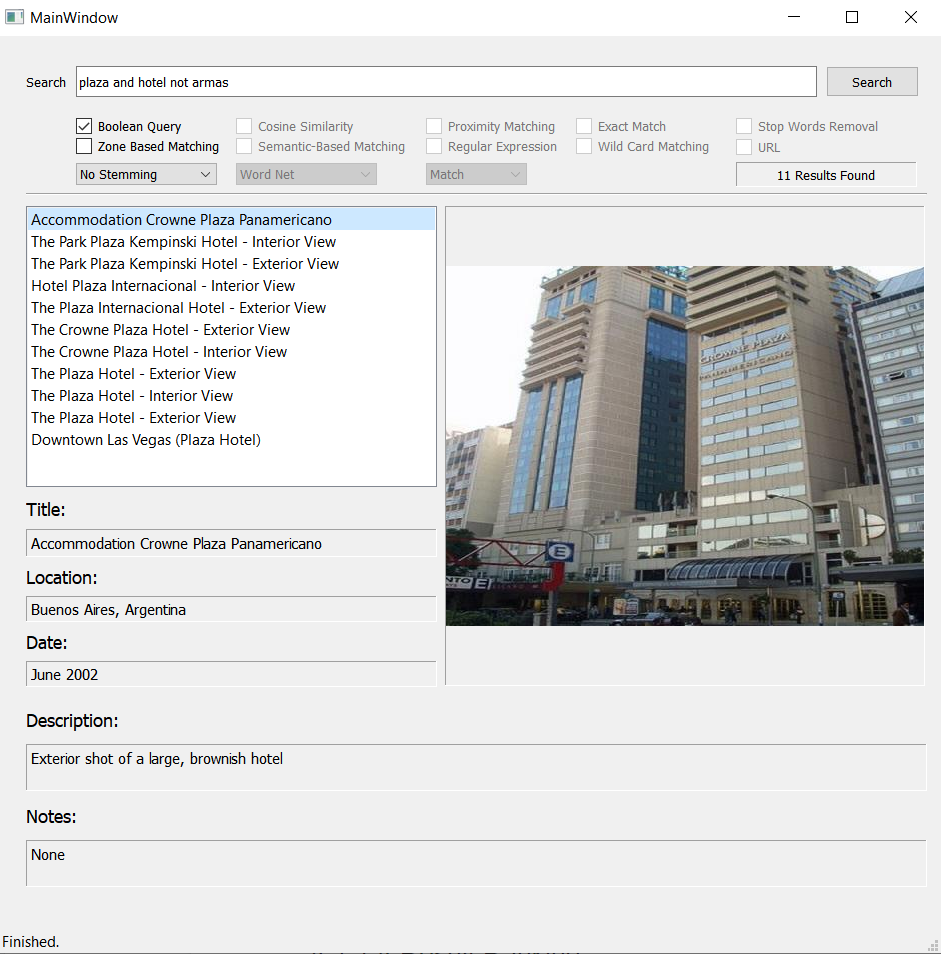 MainWindow
Search plaza and hotel not armas Search
Boolean Query Cosine Similarity Proximity Matching Exact Match Stop Words Removal
Zone Based Matching Semantic-Based Matching Regular Expression Wild Card Matching URL
No Stemming Word Net Match 11 Results Found
Accommodation Crowne Plaza Panamericano
The Park Plaza Kempinski Hotel - Interior View
The Park Plaza Kempinski Hotel - Exterior View
Hotel Plaza Internacional - Interior View
The Plaza Internacional Hotel - Exterior View
The Crowne Plaza Hotel - Exterior View
The Crowne Plaza Hotel - Interior View
The Plaza Hotel - Exterior View
The Plaza Hotel - Interior View
The Plaza Hotel - Exterior View
Downtown Las Vegas (Plaza Hotel)
CROWNE PLAZA
PANAMERICANO
E
NTO E
Title:
Accommodation Crowne Plaza Panamericano
Location:
Buenos Aires, Argentina
Date:
June 2002
Description:
Exterior shot of a large, brownish hotel
Notes:
None
Finished.